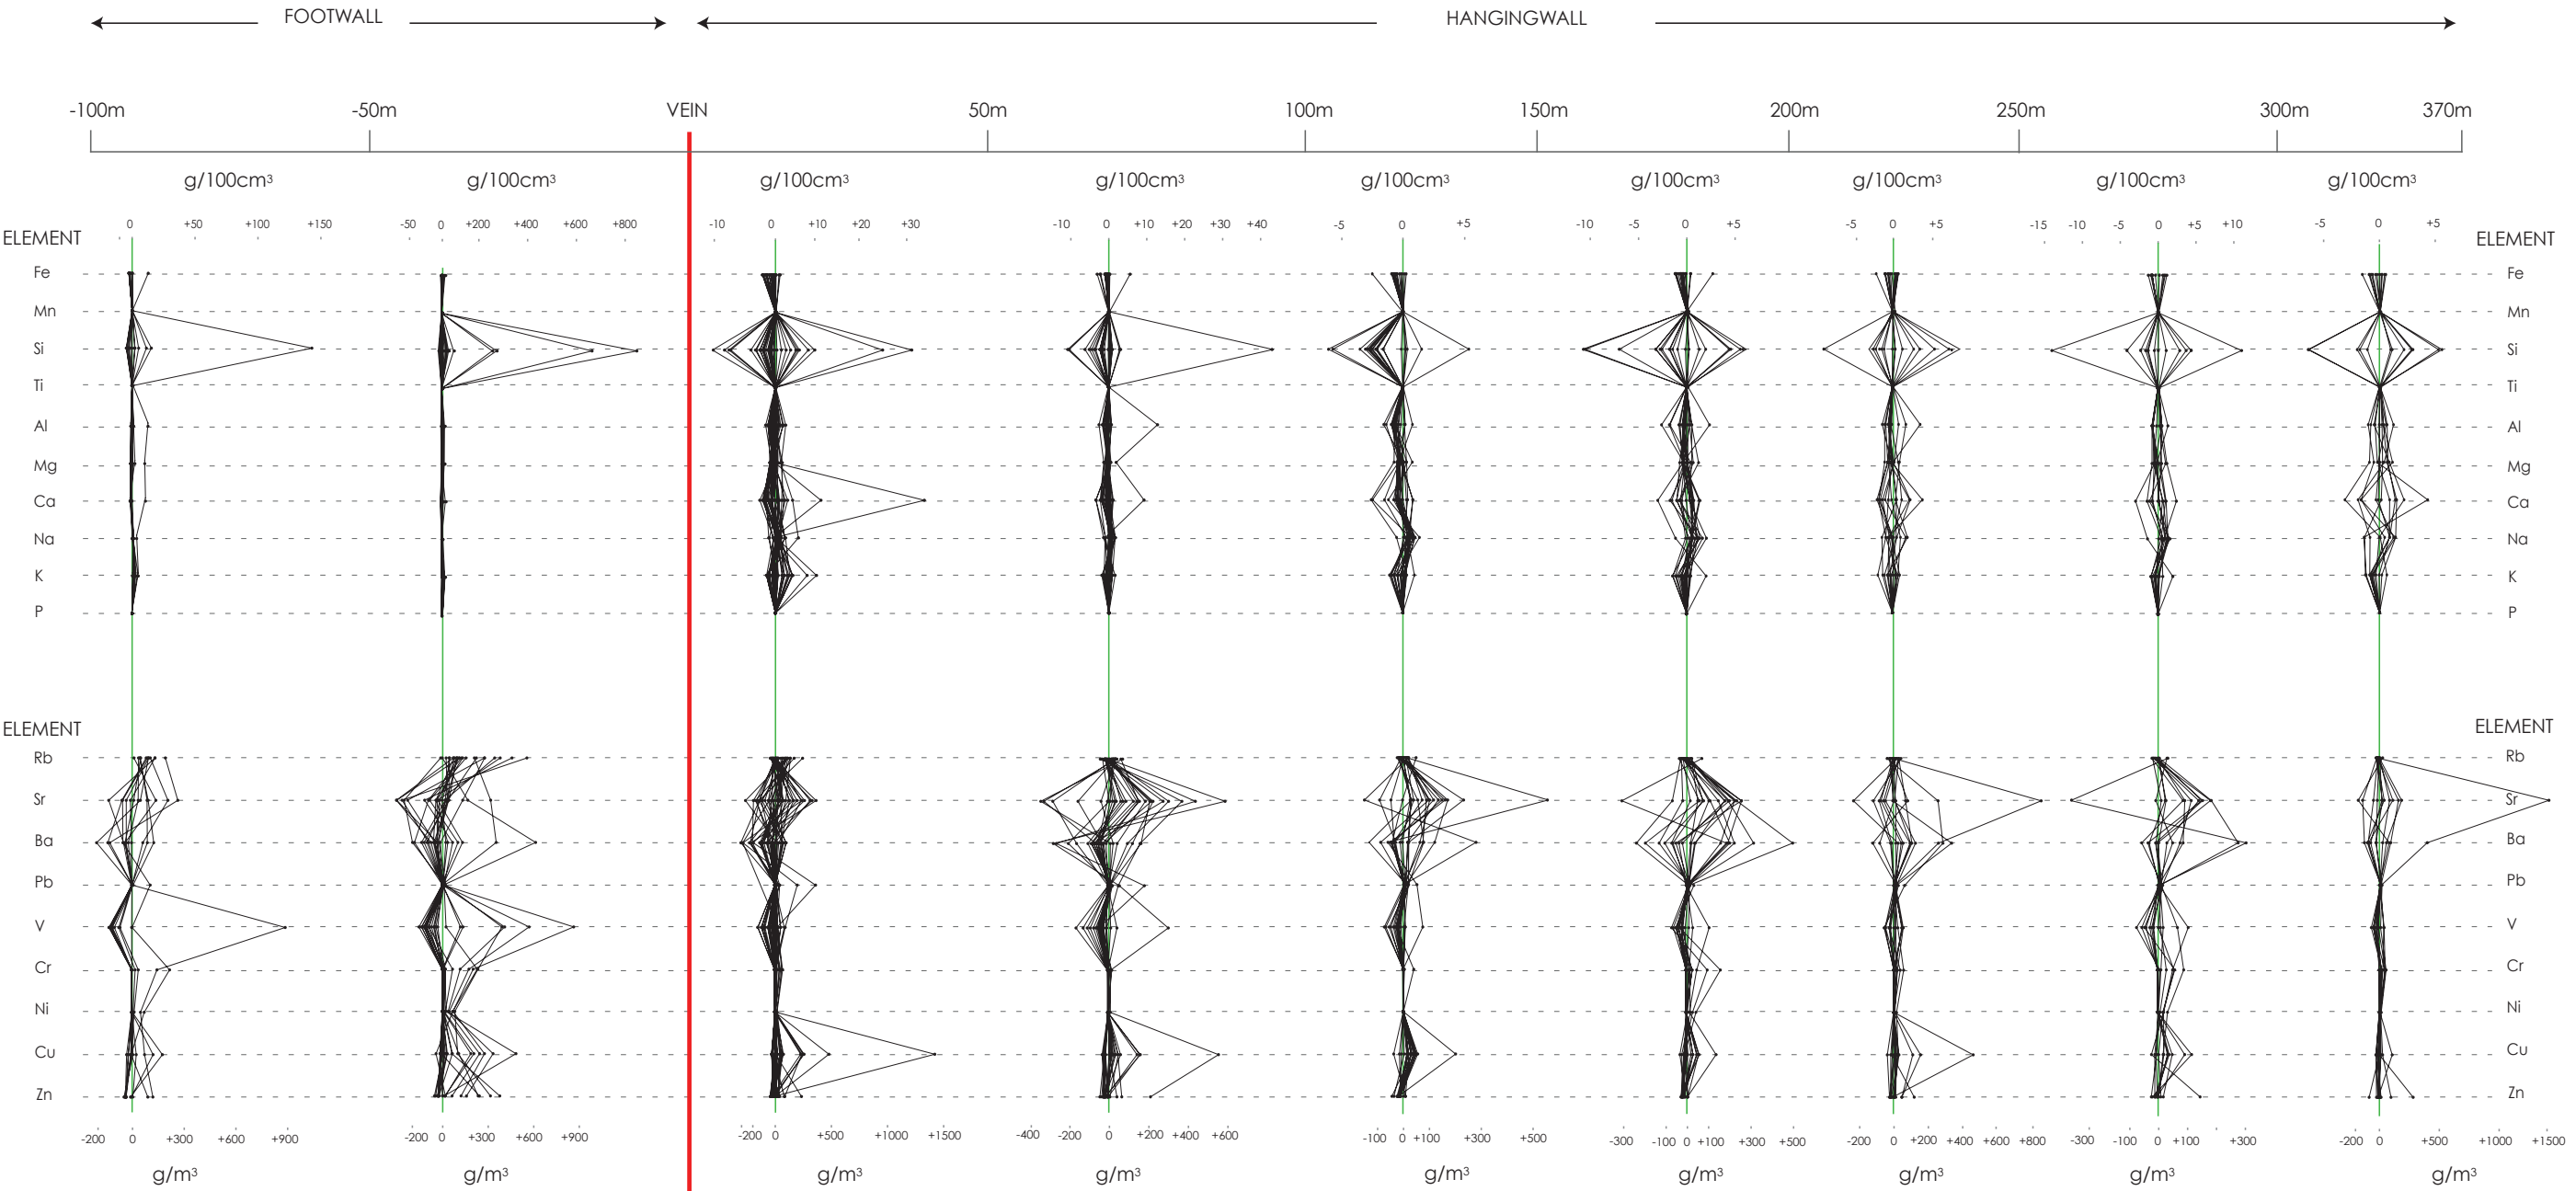 FOOTWALL HANGINGWALL
-100m -50m VEIN 50m 100m 150m 200m 250m 300m 370m
g/100cm³ g/100cm³ g/100cm³ g/100cm³ g/100cm³ g/100cm³ g/100cm³ g/100cm³ g/100cm³
0 +50 +100 +150 -50 0 +200 +400 +600 +800 -10 0 +10 +20 +30 -10 0 +10 +20 +30 +40 -5 0 +5 -10 -5 0 +5 -5 0 +5 -15 -10 -5 0 +5 +10 -5 0 +5
ELEMENT ELEMENT
Fe Fe
Mn Mn
Si Si
Ti Ti
Al Al
Mg Mg
Ca Ca
Na Na
K K
P P
ELEMENT ELEMENT
Rb Rb
Sr Sr
Ba Ba
Pb Pb
V V
Cr Cr
Ni Ni
Cu Cu
Zn Zn
-200 0 +300 +600 +900 -200 0 +300 +600 +900 -200 0 +500 +1000 +1500 -400 -200 0 +200 +400 +600 -100 0 +100 +300 +500 -300 -100 0 +100 +300 +500 -200 0 +200 +400 +600 +800 -300 -100 0 +100 +300 -200 0 +500 +1000 +1500
g/m³ g/m³ g/m³ g/m³ g/m³ g/m³ g/m³ g/m³ g/m³